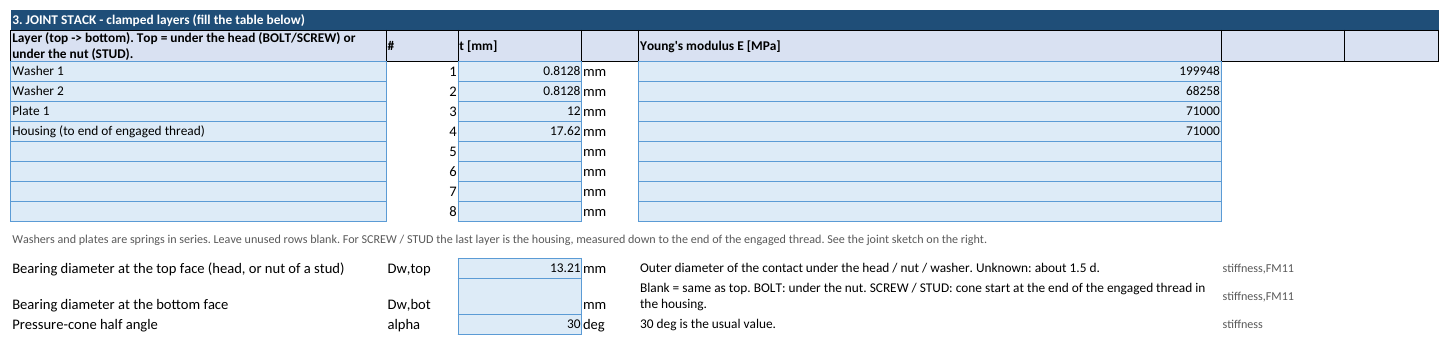 3. JOINT STACK - clamped layers (fill the table below)
Layer (top -> bottom). Top = under the head (BOLT/SCREW) or
under the nut (STUD).
# t [mm] Young's modulus E [MPa]
Washer 1 1 0.8128 mm 199948
Washer 2 2 0.8128 mm 68258
Plate 1 3 12 mm 71000
Housing (to end of engaged thread) 4 17.62 mm 71000
5 mm
6 mm
7 mm
8 mm
Washers and plates are springs in series. Leave unused rows blank. For SCREW / STUD the last layer is the housing, measured down to the end of the engaged thread. See the joint sketch on the right.
Bearing diameter at the top face (head, or nut of a stud) Dw,top 13.21 mm Outer diameter of the contact under the head / nut / washer. Unknown: about 1.5 d. stiffness,FM11
Bearing diameter at the bottom face Dw,bot mm Blank = same as top. BOLT: under the nut. SCREW / STUD: cone start at the end of the engaged thread in
the housing. stiffness,FM11
Pressure-cone half angle alpha 30 deg 30 deg is the usual value. stiffness